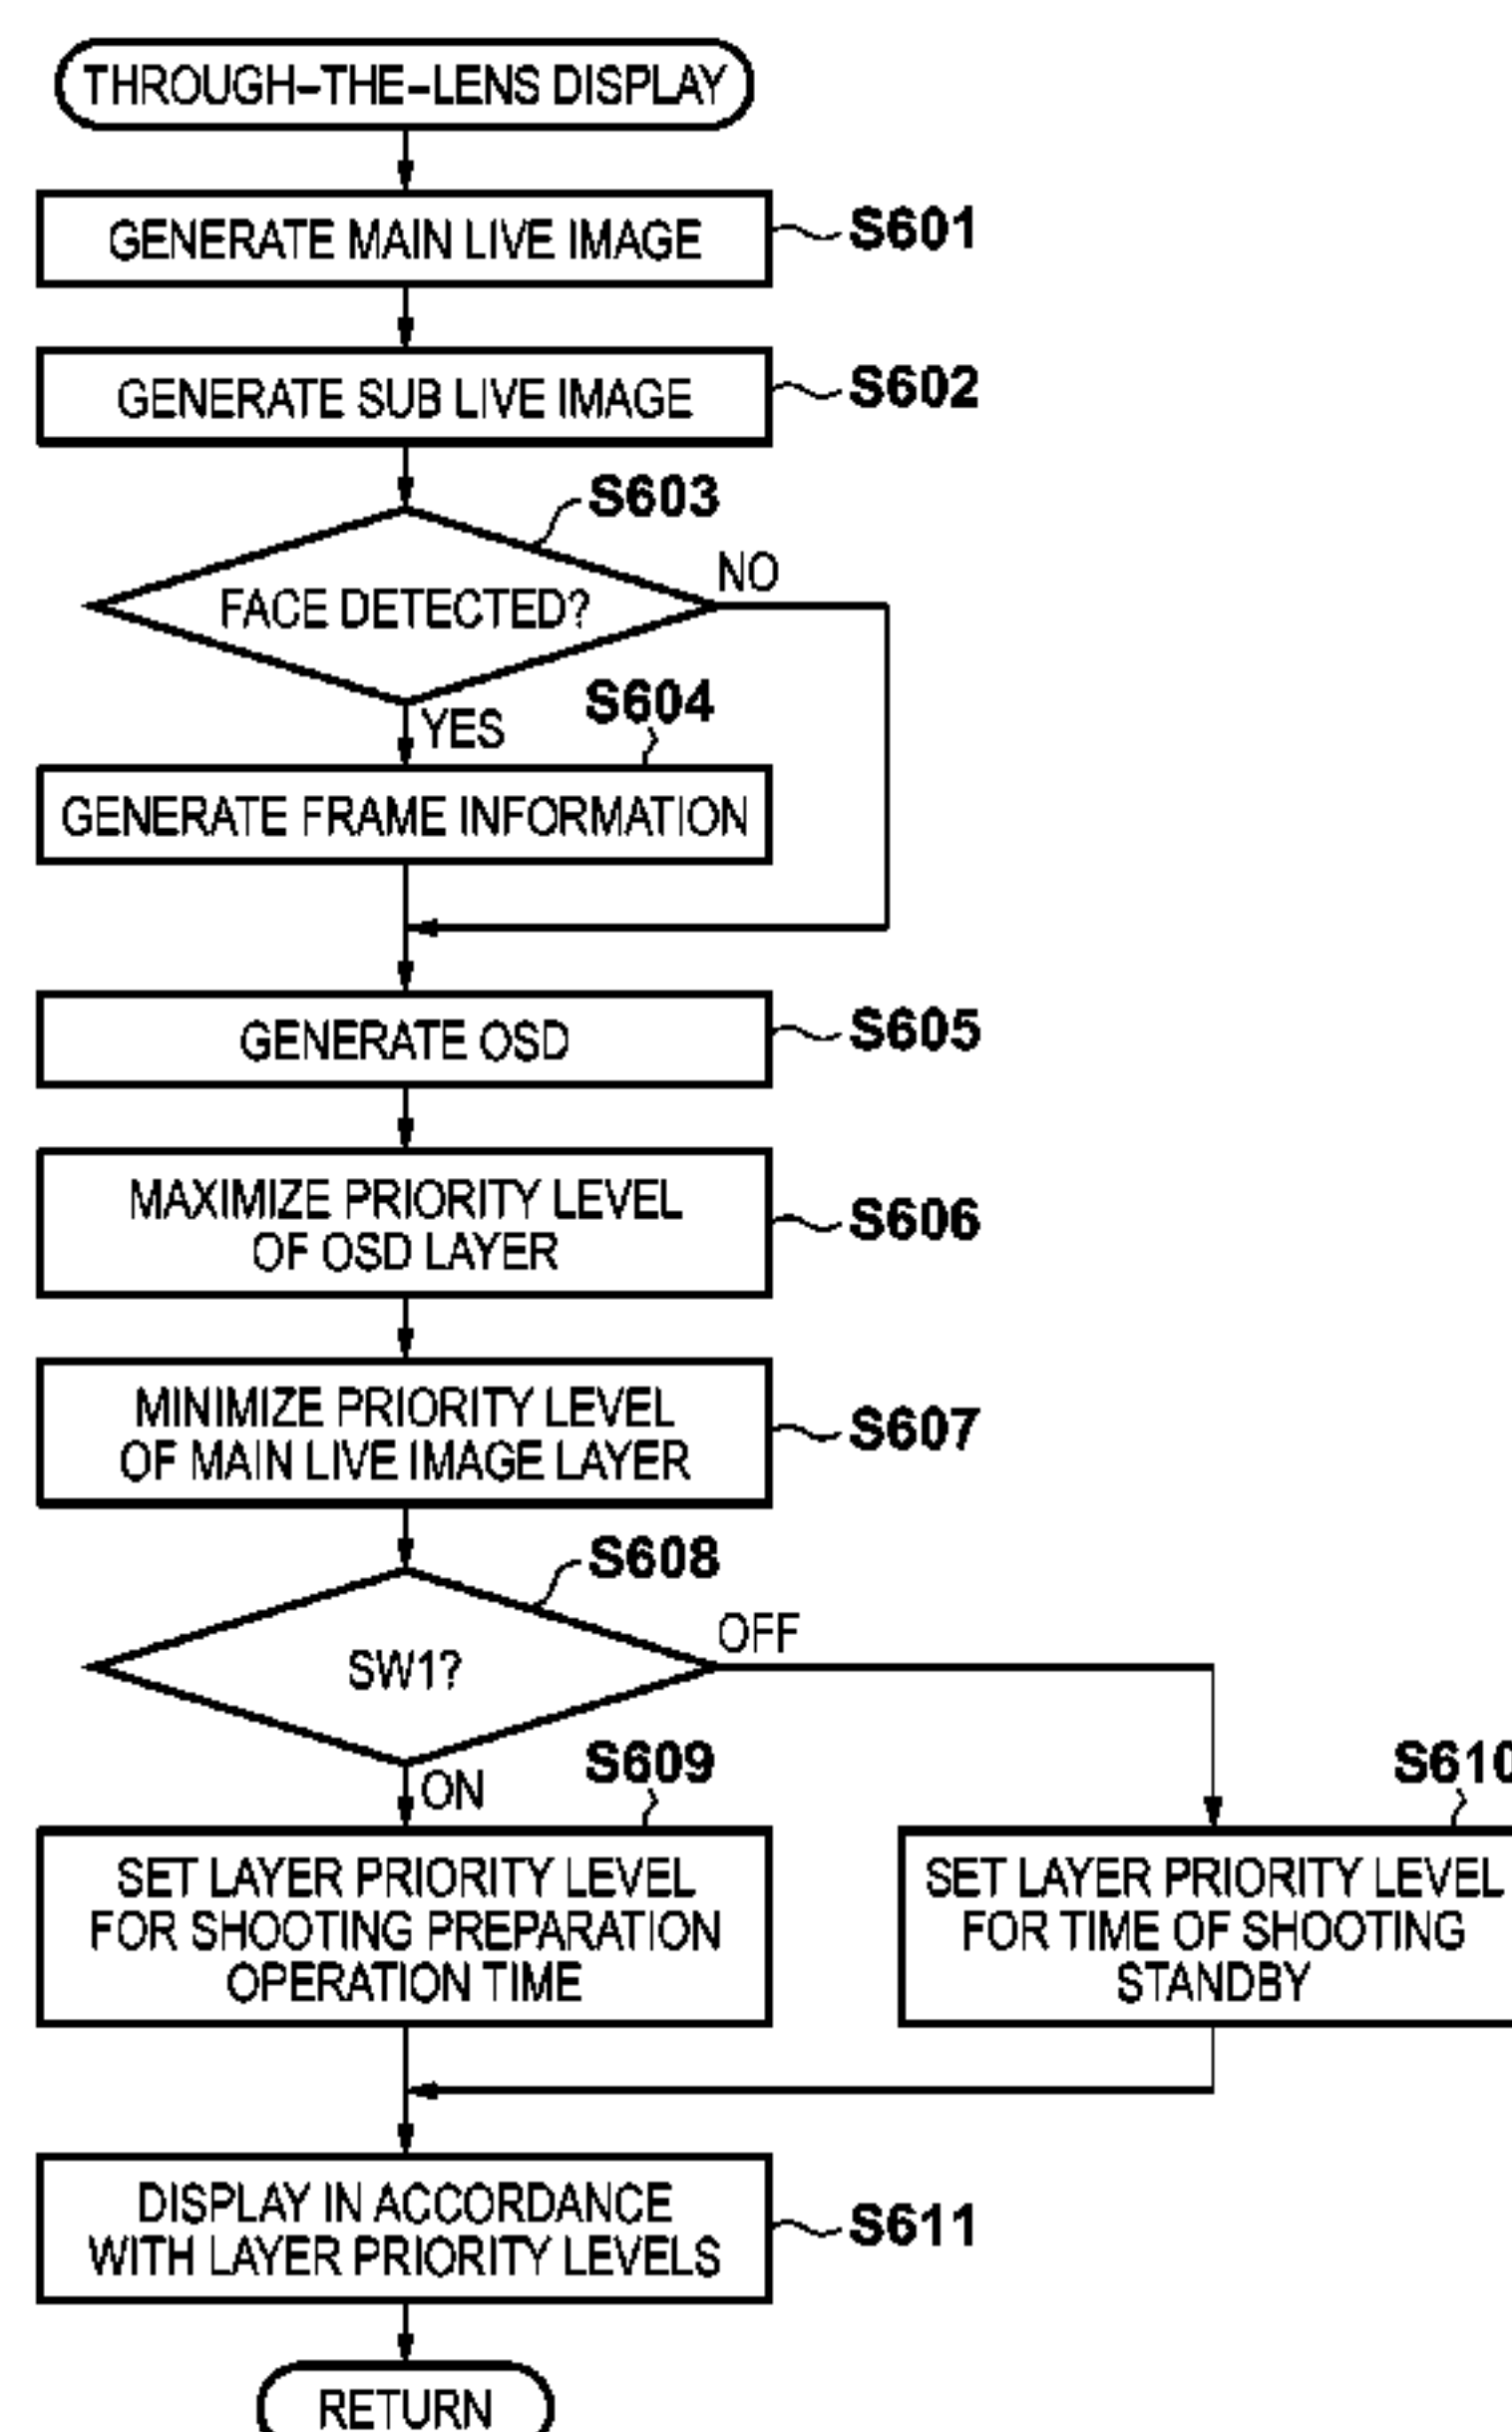 THROUGH-THE-LENS DISPLAY
GENERATE MAIN LIVE IMAGE
S601
GENERATE SUB LIVE IMAGE
S602
S603
FACE DETECTED?
NO
YES
S604
GENERATE FRAME INFORMATION
GENERATE OSD
S605
MAXIMIZE PRIORITY LEVEL
OF OSD LAYER
S606
MINIMIZE PRIORITY LEVEL
OF MAIN LIVE IMAGE LAYER
S607
S608
SW1?
OFF
ON
S609
SET LAYER PRIORITY LEVEL
FOR SHOOTING PREPARATION
OPERATION TIME
S610
SET LAYER PRIORITY LEVEL
FOR TIME OF SHOOTING
STANDBY
DISPLAY IN ACCORDANCE
WITH LAYER PRIORITY LEVELS
S611
RETURN